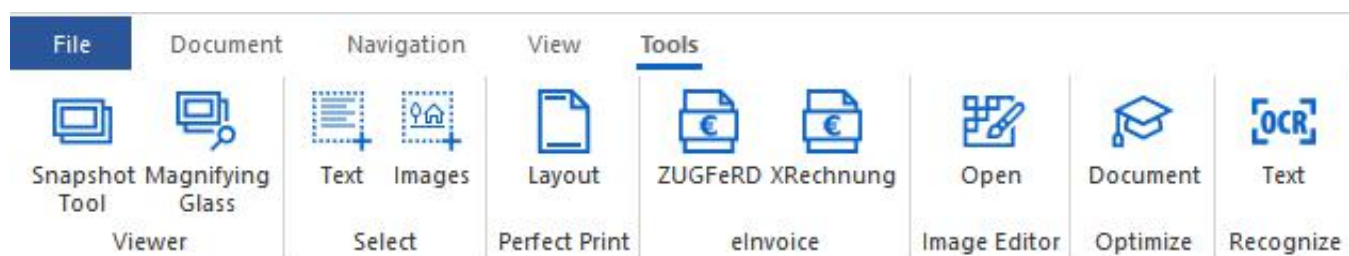 File Document Navigation View Tools
OCR
Snapshot Magnifying Text Images Layout ZUGFeRD XRechnung Open Document Text
Tool Glass
Viewer Select Perfect Print eInvoice Image Editor Optimize Recognize